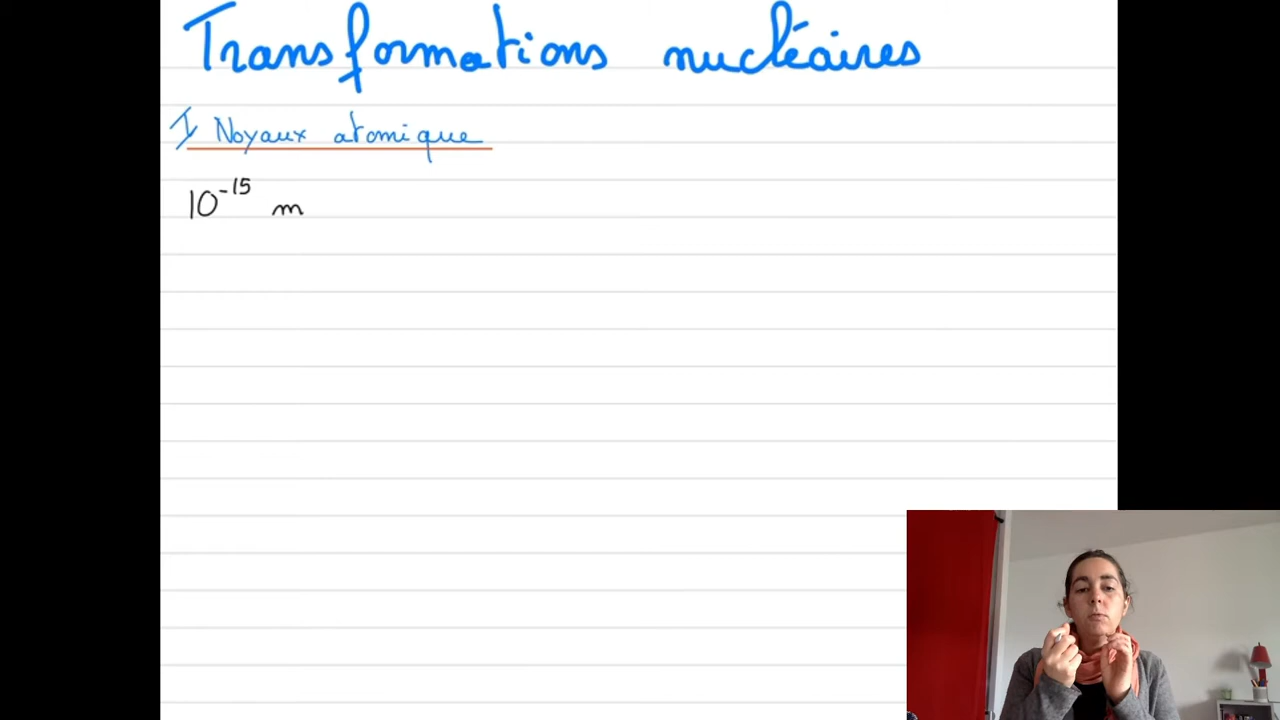 Transformations nucléaires
I Noyaux atomique
10⁻¹⁵ m